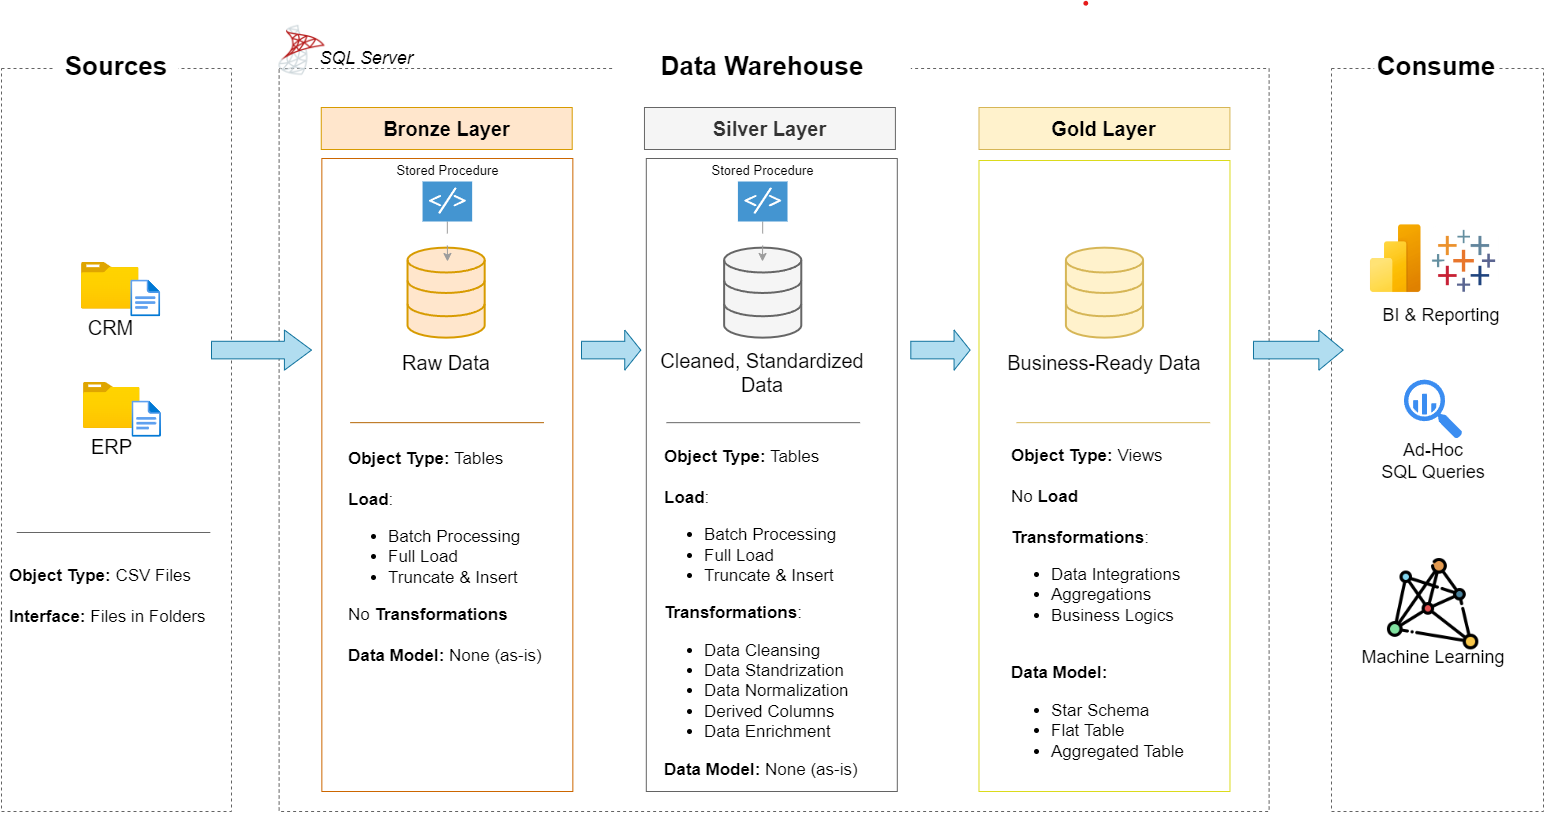 Sources
CRM
ERP
Object Type: CSV Files
Interface: Files in Folders
SQL Server
Data Warehouse
Bronze Layer
Stored Procedure
</>
Raw Data
Object Type: Tables
Load:
Batch Processing
Full Load
Truncate & Insert
No Transformations
Data Model: None (as-is)
Silver Layer
Stored Procedure
</>
Cleaned, Standardized
Data
Object Type: Tables
Load:
Batch Processing
Full Load
Truncate & Insert
Transformations:
Data Cleansing
Data Standrization
Data Normalization
Derived Columns
Data Enrichment
Data Model: None (as-is)
Gold Layer
Business-Ready Data
Object Type: Views
No Load
Transformations:
Data Integrations
Aggregations
Business Logics
Data Model:
Star Schema
Flat Table
Aggregated Table
Consume
BI & Reporting
Ad-Hoc
SQL Queries
Machine Learning